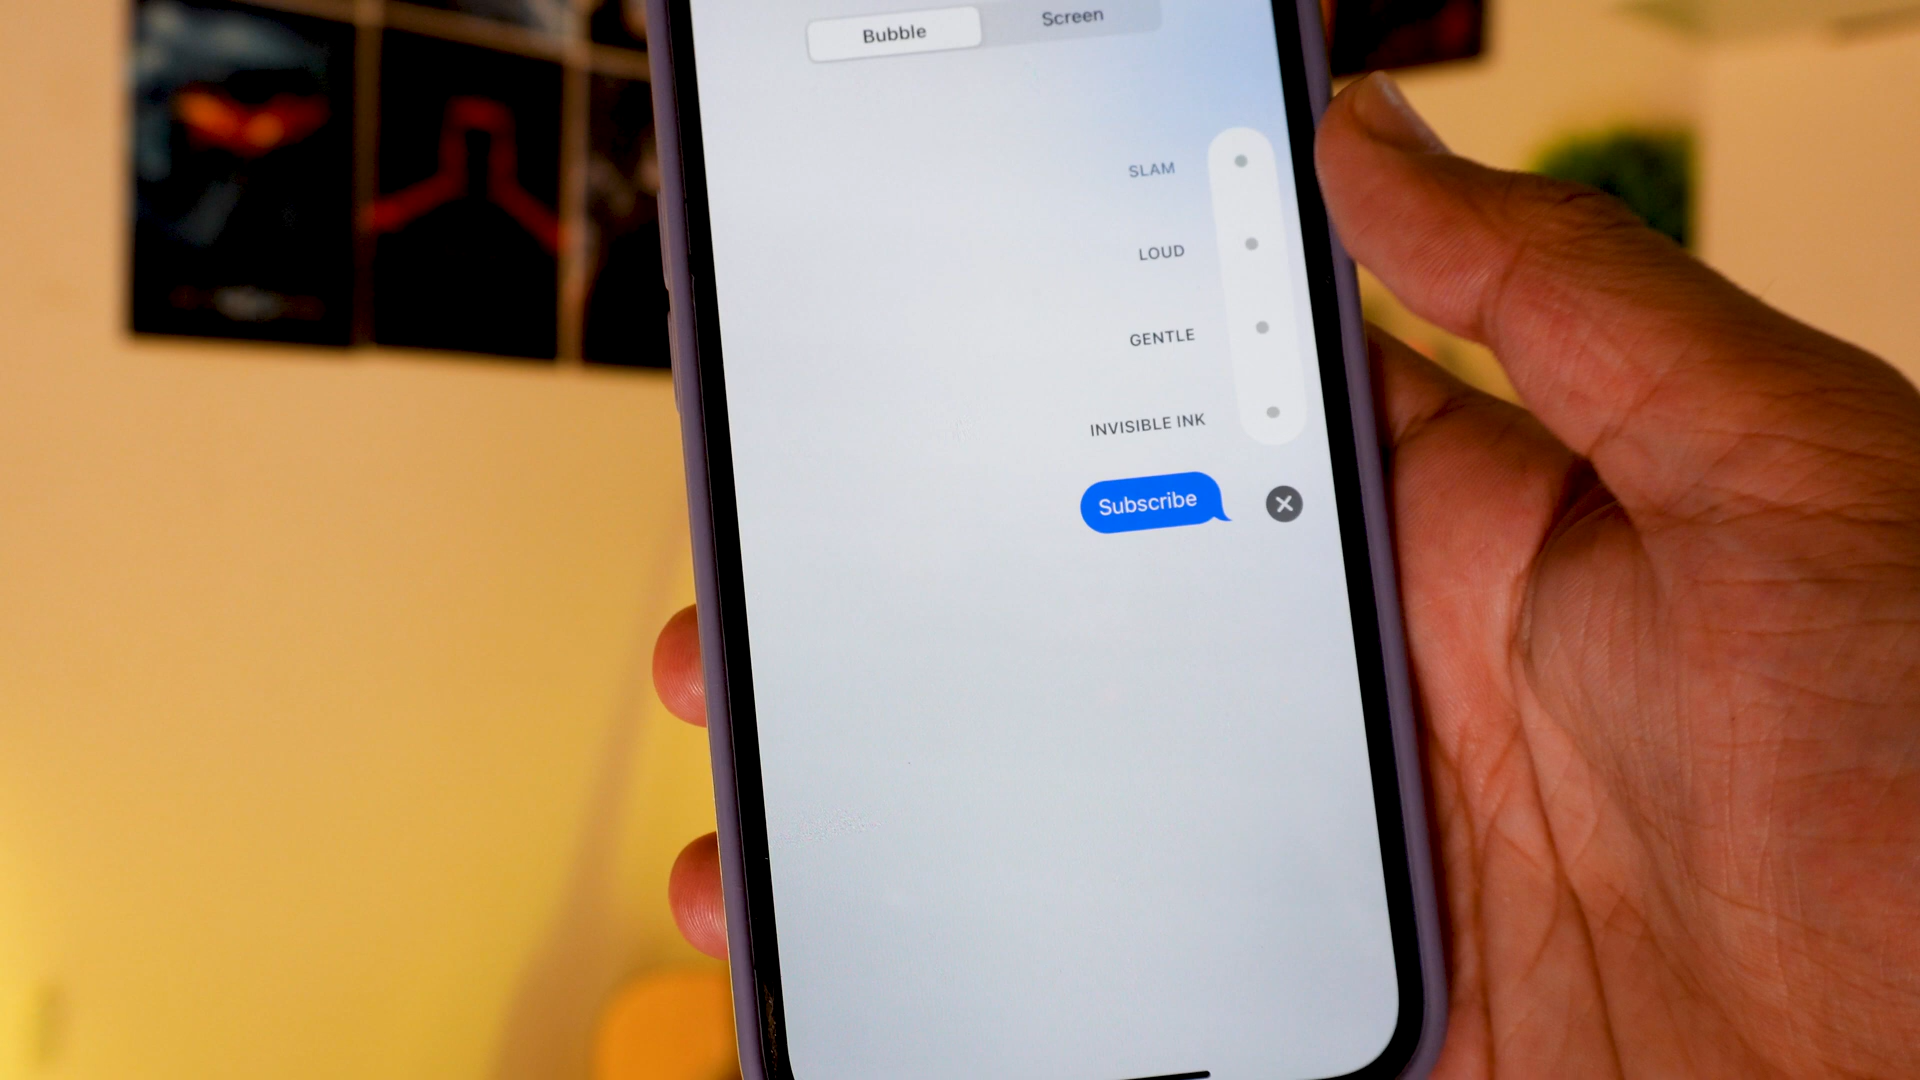 Bubble Screen
SLAM
LOUD
GENTLE
INVISIBLE INK
Subscribe